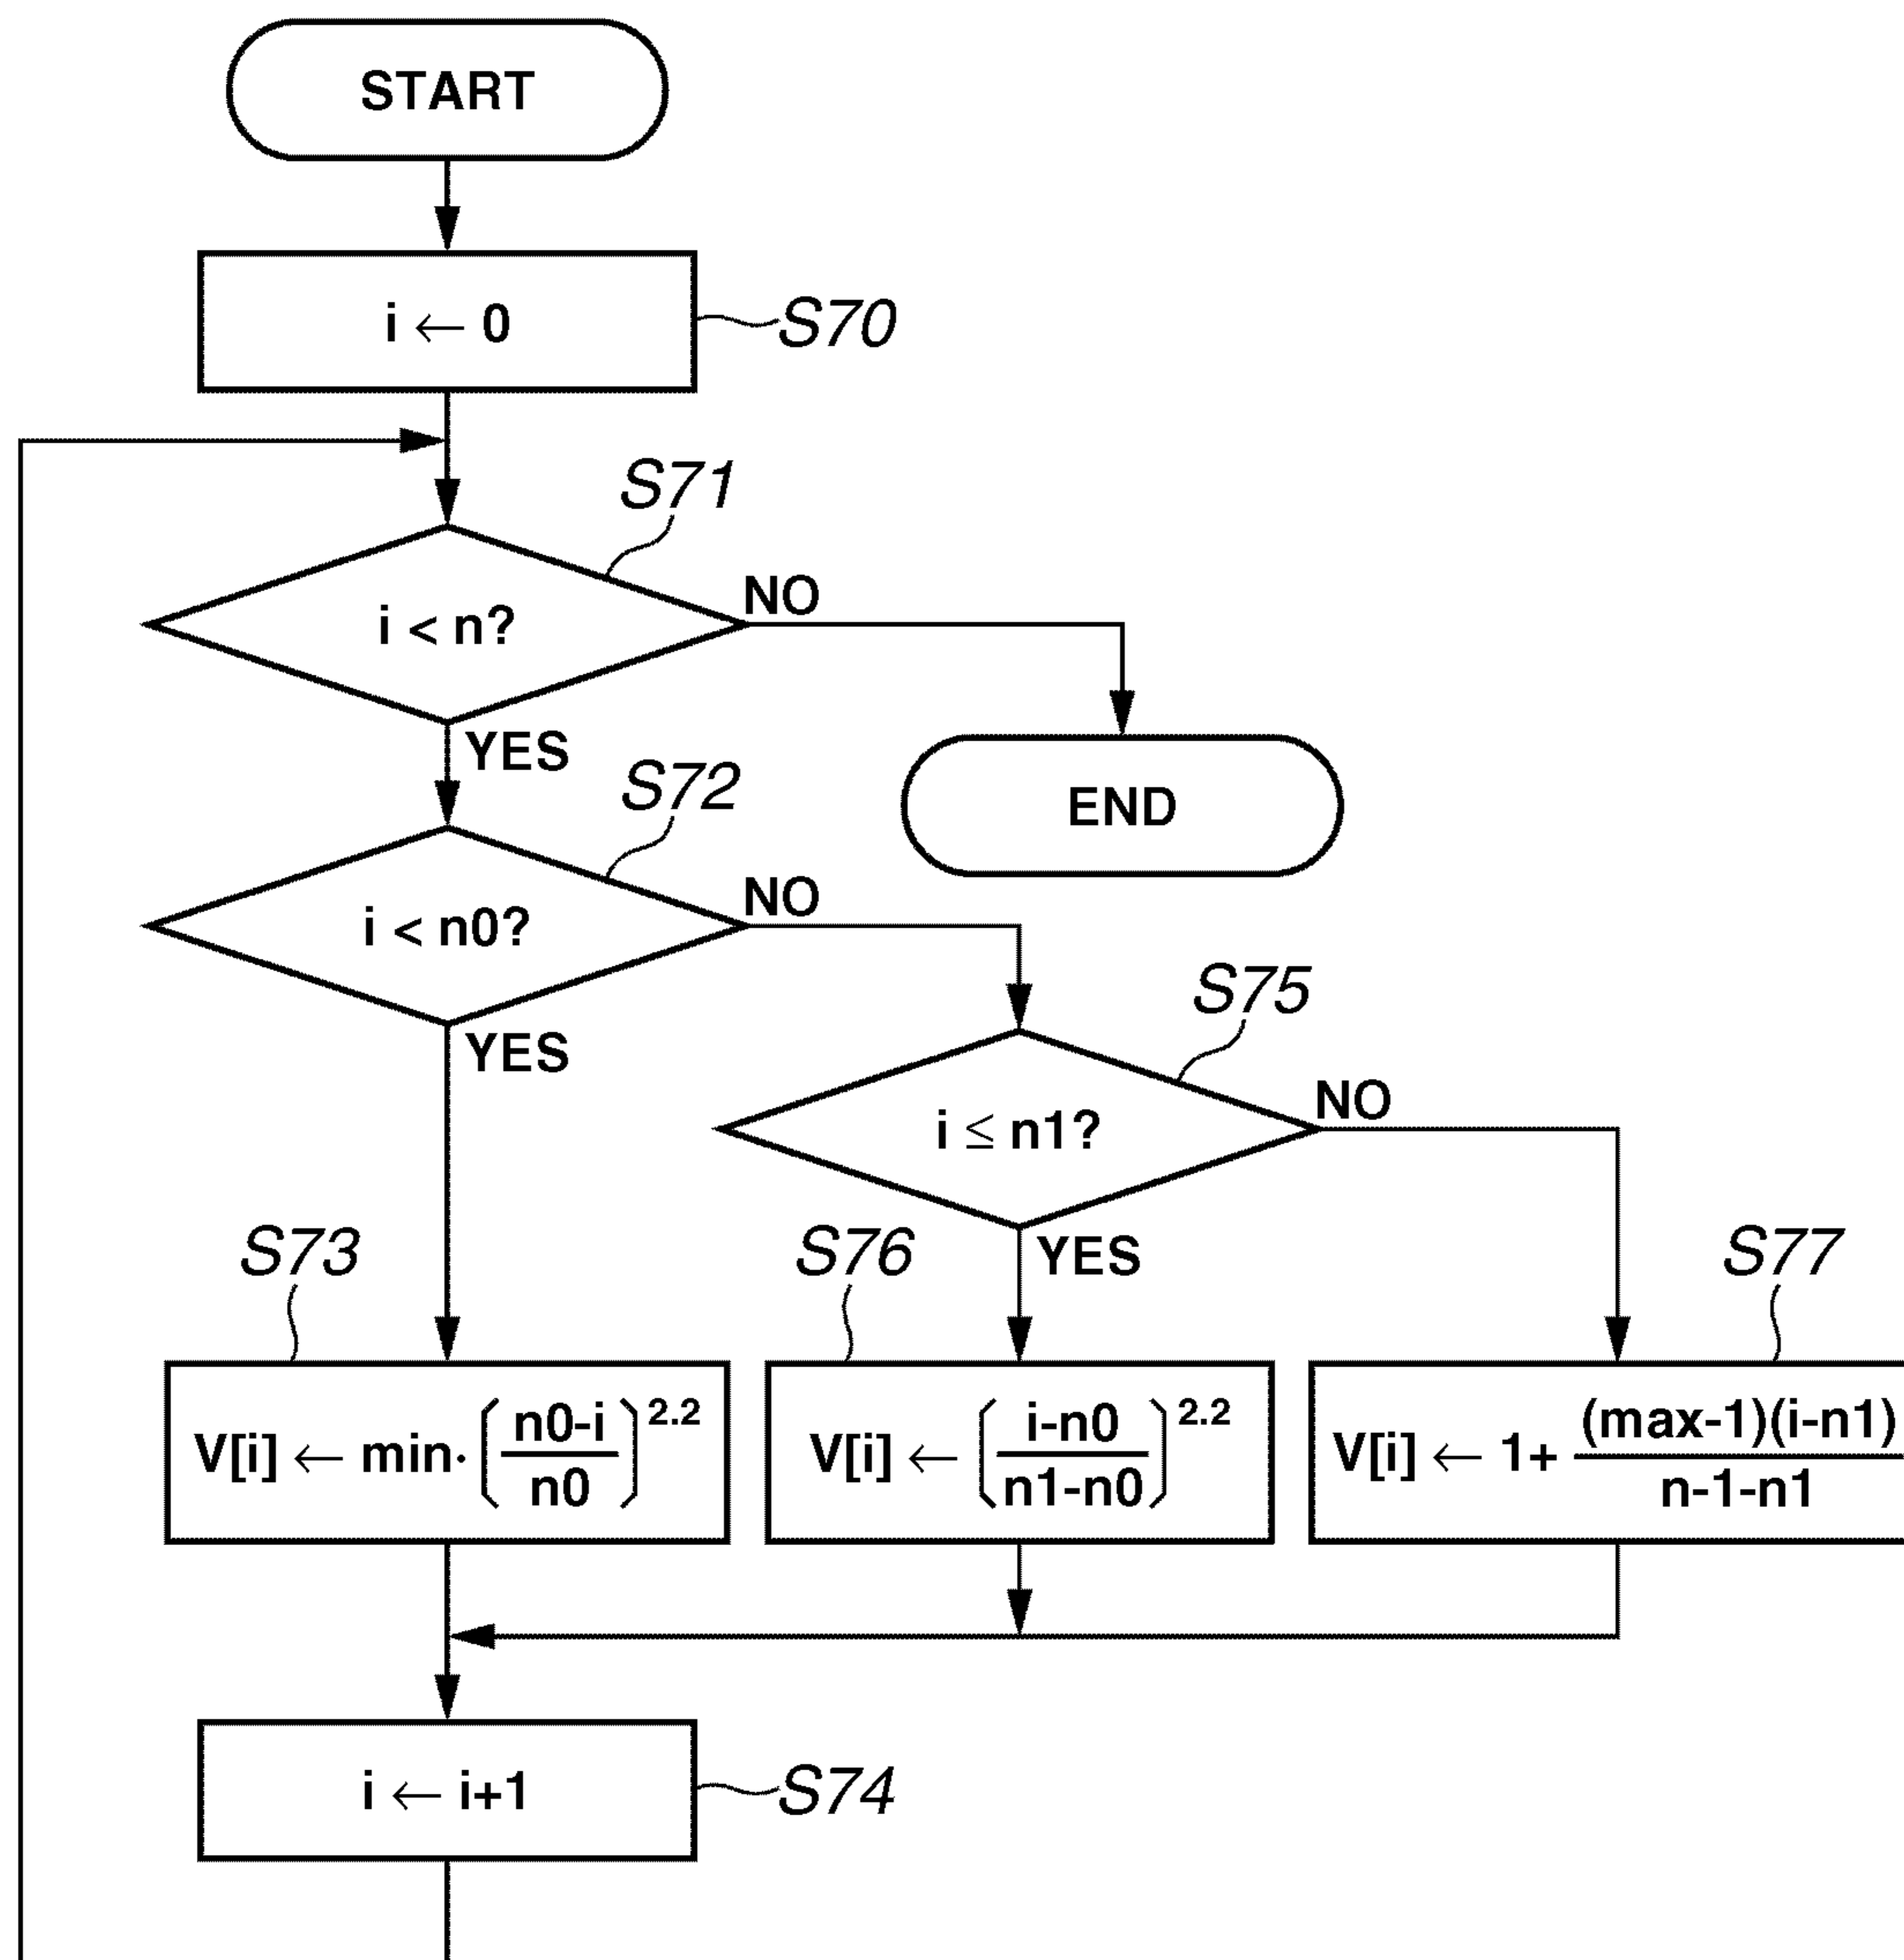 START
i ← 0
S70
S71
i < n?
NO
YES
END
S72
i < n0?
NO
YES
S75
i ≤ n1?
NO
YES
S73
S76
S77
V[i] ← min·((n0-i)/n0)^2.2
V[i] ← ((i-n0)/(n1-n0))^2.2
V[i] ← 1+ (max-1)(i-n1)/(n-1-n1)
i ← i+1
S74